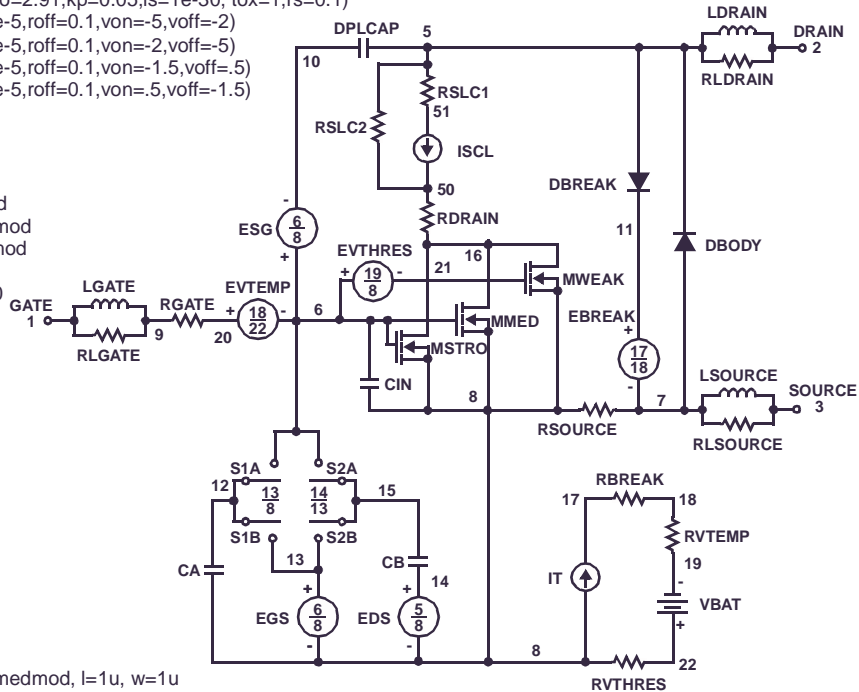 =2.91,kp=0.05,is=1e-30, tox=1,rs=0.1)
e-5,roff=0.1,von=-5,voff=-2)
e-5,roff=0.1,von=-2,voff=-5)
e-5,roff=0.1,von=-1.5,voff=.5)
e-5,roff=0.1,von=.5,voff=-1.5)
LDRAIN
DPLCAP 5 DRAIN
10 2
RLDRAIN
RSLC1
51
RSLC2
ISCL
50
DBREAK
d
mod
nod
RDRAIN
ESG 6 8
11
DBODY
EVTHRES 16
+ 19 8 - 21
MWEAK
)
LGATE EVTEMP
GATE 1 RGATE + 18 22 - 6
MMED EBREAK
+
9 20
MSTRO
RLGATE
17 18
-
LSOURCE
CIN
8 7 SOURCE
3
RSOURCE
RLSOURCE
S1A S2A
12 13 8 14 13 15
RBREAK
17 18
S1B S2B
RVTEMP
13
CA CB
14
19
IT
-
VBAT
+ +
EGS 6 8 EDS 5 8
+
- -
8 22
RVTHRES
medmod, l=1u, w=1u